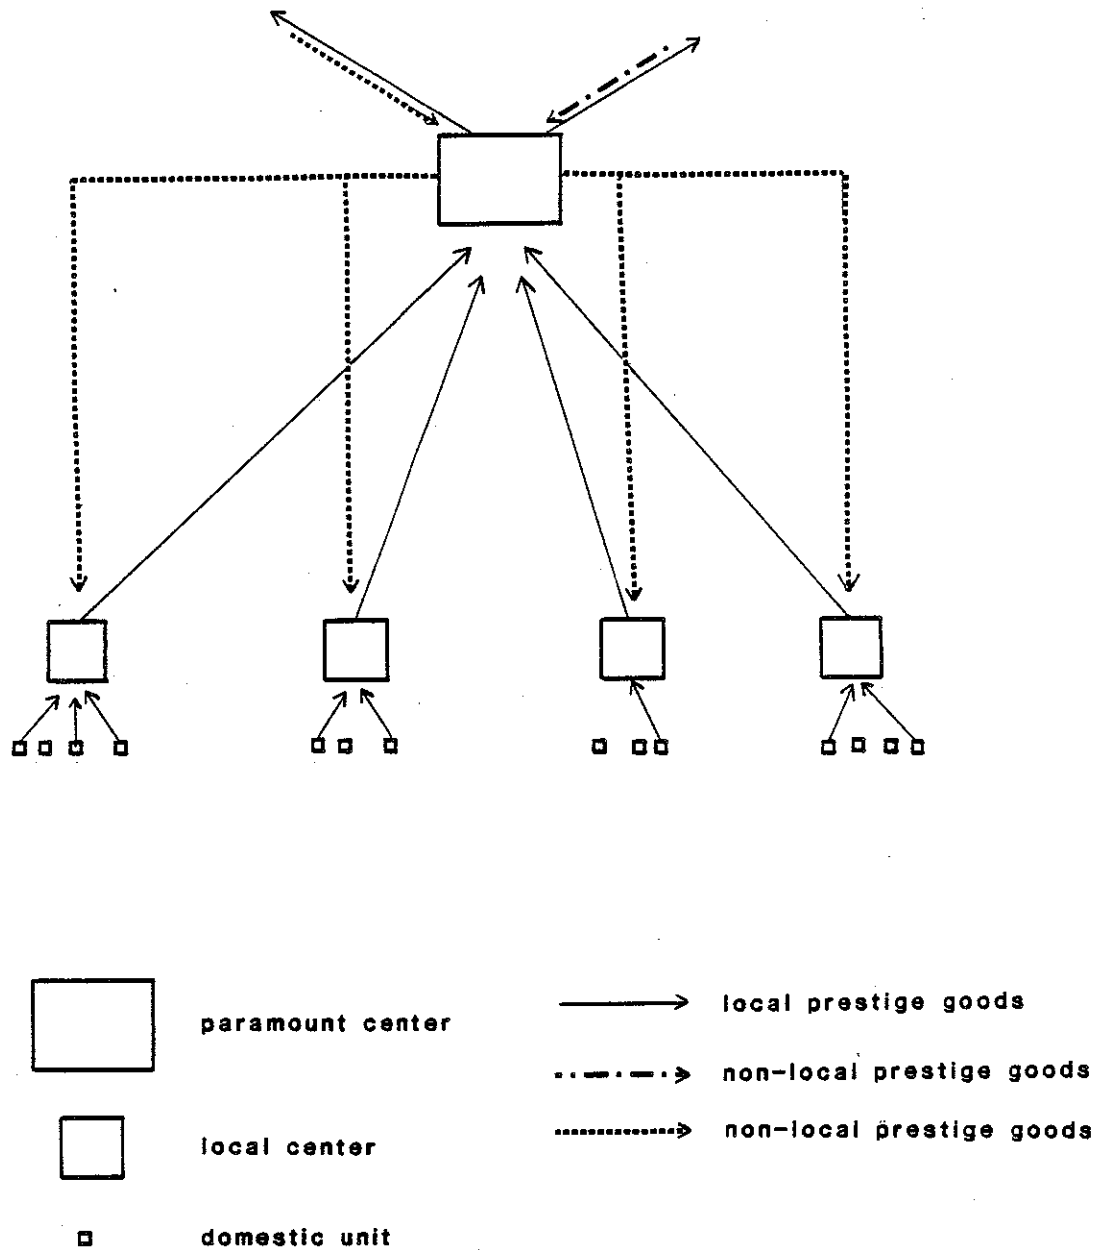 paramount center
local center
domestic unit
local prestige goods
non-local prestige goods
non-local prestige goods